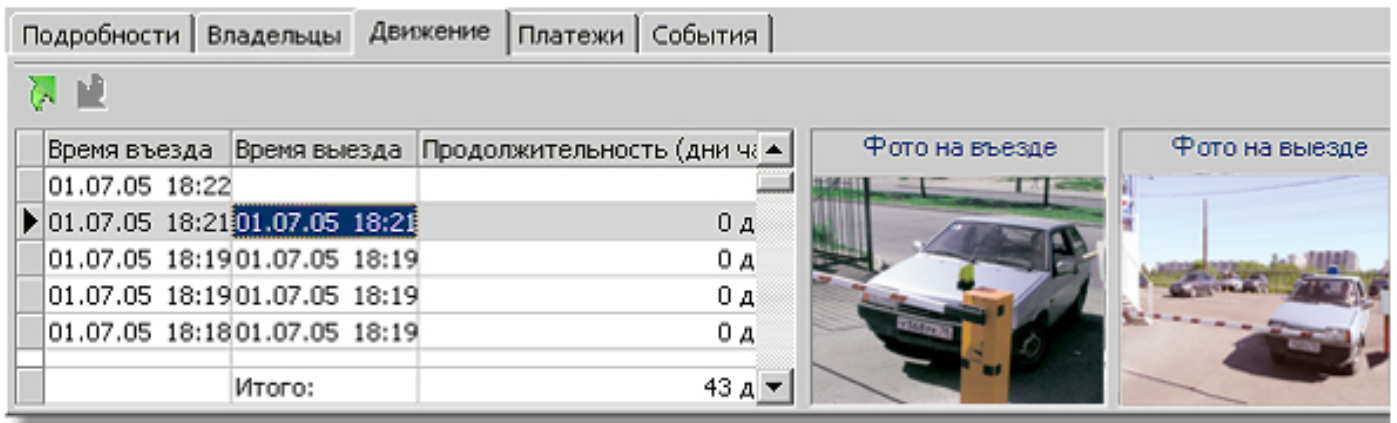 Подробности Владельцы Движение Платежи События
Время въезда Время выезда Продолжительность (дни ча
Фото на въезде Фото на выезде
01.07.05 18:22
01.07.05 18:21 01.07.05 18:21 0 д
01.07.05 18:19 01.07.05 18:19 0 д
01.07.05 18:19 01.07.05 18:19 0 д
01.07.05 18:18 01.07.05 18:19 0 д
Итого: 43 д